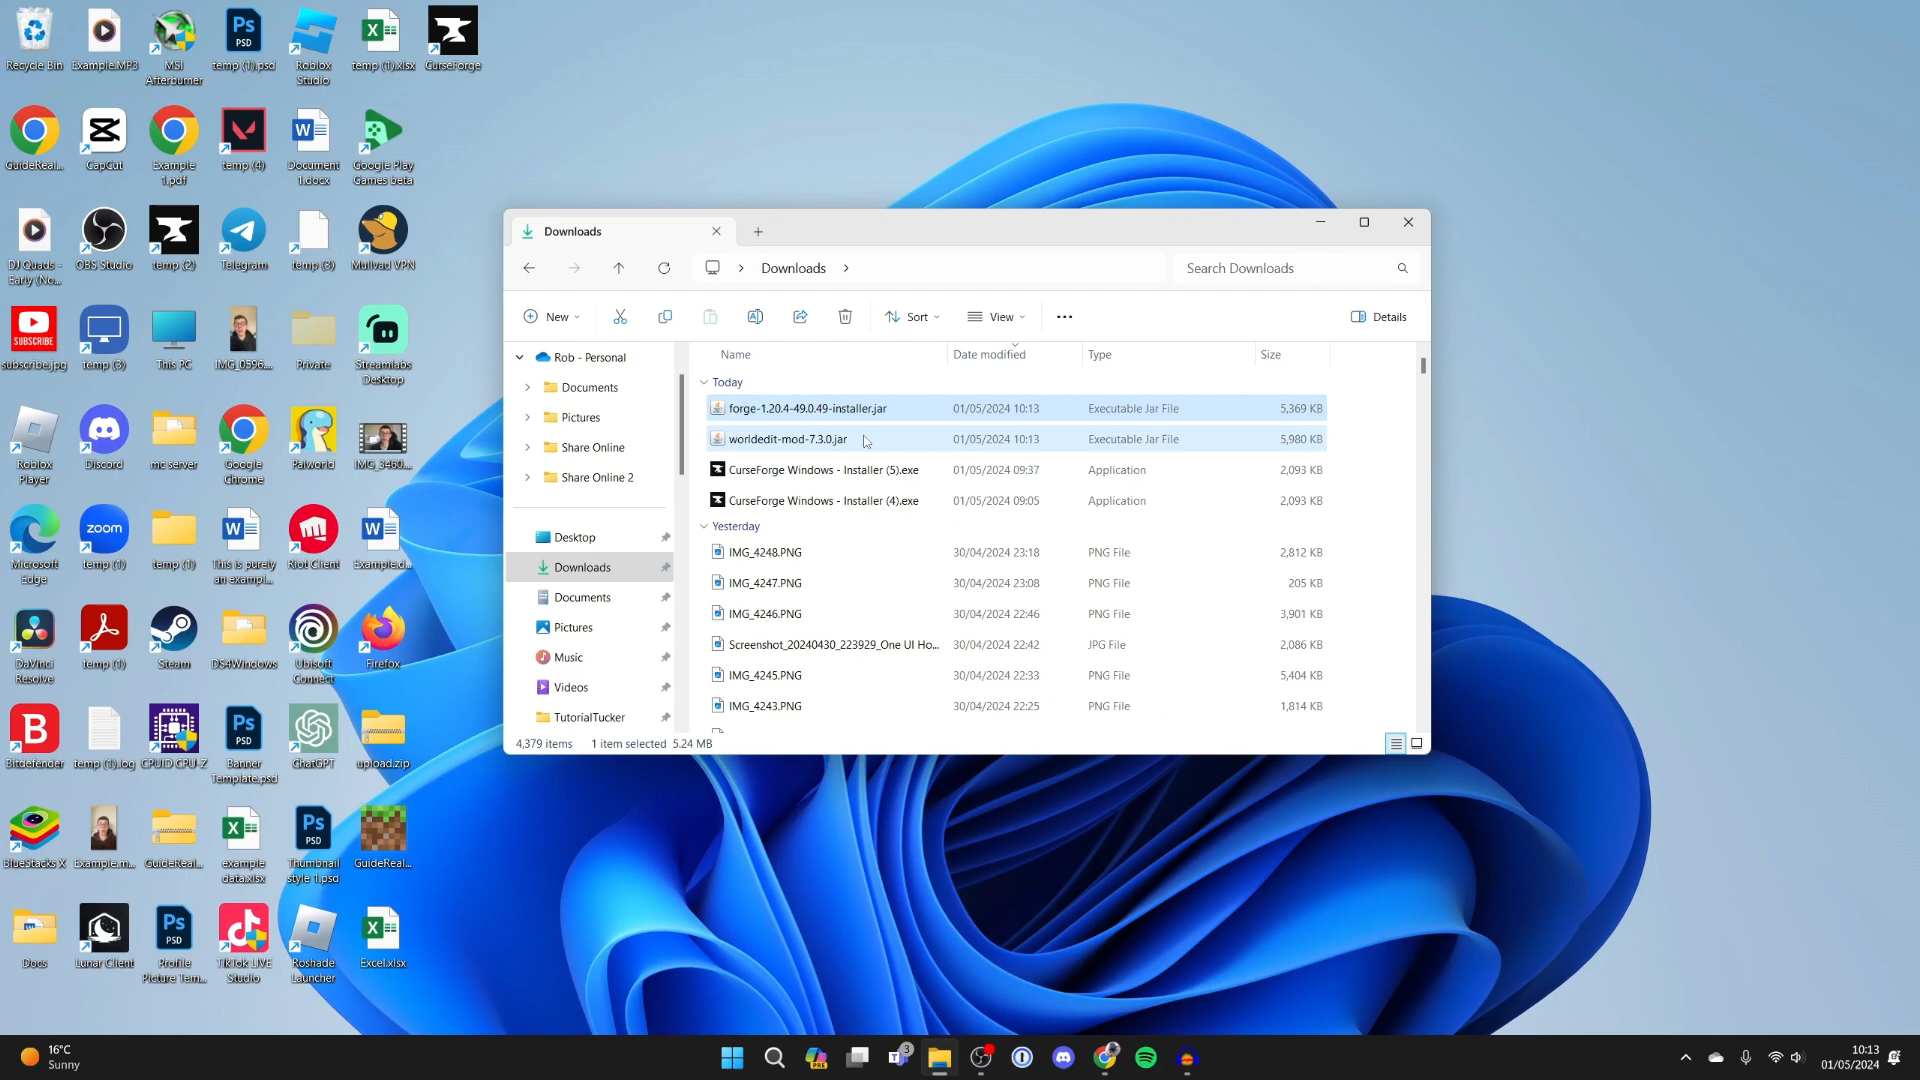 Recycle Bin
Example.MP3
MSI
Afterburner
temp (1).psd
Roblox
Studio
temp (1).xlsx
CurseForge
GuideReal...
CapCut
Example
1.pdf
temp (4)
Document
1.docx
Google Play
Games beta
DJ Quads -
Early (No...
OBS Studio
temp (2)
Telegram
temp (3)
Mullvad VPN
SUBSCRIBE
subscribe.jpg
temp (3)
This PC
IMG_0596...
Private
Streamlabs
Desktop
Roblox
Player
Discord
mc server
Google
Chrome
Palworld
IMG_3460...
Microsoft
Edge
zoom
temp (1)
temp (1)
This is purely
an exampl...
Riot Client
Example.d...
DaVinci
Resolve
temp (1)
Steam
DS4Windows
Ubisoft
Connect
Firefox
Bitdefender
temp (1).log
CPUID CPU-Z
Banner
Template.psd
ChatGPT
upload.zip
BlueStacks X
Example.m...
GuideReal...
example
data.xlsx
Thumbnail
style 1.psd
GuideReal...
Docs
Lunar Client
Profile
Picture Tem...
TikTok LIVE
Studio
Roshade
Launcher
Excel.xlsx
Downloads
Downloads
Search Downloads
New
Sort
View
Details
Rob - Personal
Documents
Pictures
Share Online
Share Online 2
Desktop
Downloads
Documents
Pictures
Music
Videos
TutorialTucker
Name Date modified Type Size
Today
forge-1.20.4-49.0.49-installer.jar 01/05/2024 10:13 Executable Jar File 5,369 KB
worldedit-mod-7.3.0.jar 01/05/2024 10:13 Executable Jar File 5,980 KB
CurseForge Windows - Installer (5).exe 01/05/2024 09:37 Application 2,093 KB
CurseForge Windows - Installer (4).exe 01/05/2024 09:05 Application 2,093 KB
Yesterday
IMG_4248.PNG 30/04/2024 23:18 PNG File 2,812 KB
IMG_4247.PNG 30/04/2024 23:08 PNG File 205 KB
IMG_4246.PNG 30/04/2024 22:46 PNG File 3,901 KB
Screenshot_20240430_223929_One UI Ho... 30/04/2024 22:42 JPG File 2,086 KB
IMG_4245.PNG 30/04/2024 22:33 PNG File 5,404 KB
IMG_4243.PNG 30/04/2024 22:25 PNG File 1,814 KB
4,379 items 1 item selected 5.24 MB
16°C
Sunny
3
10:13
01/05/2024